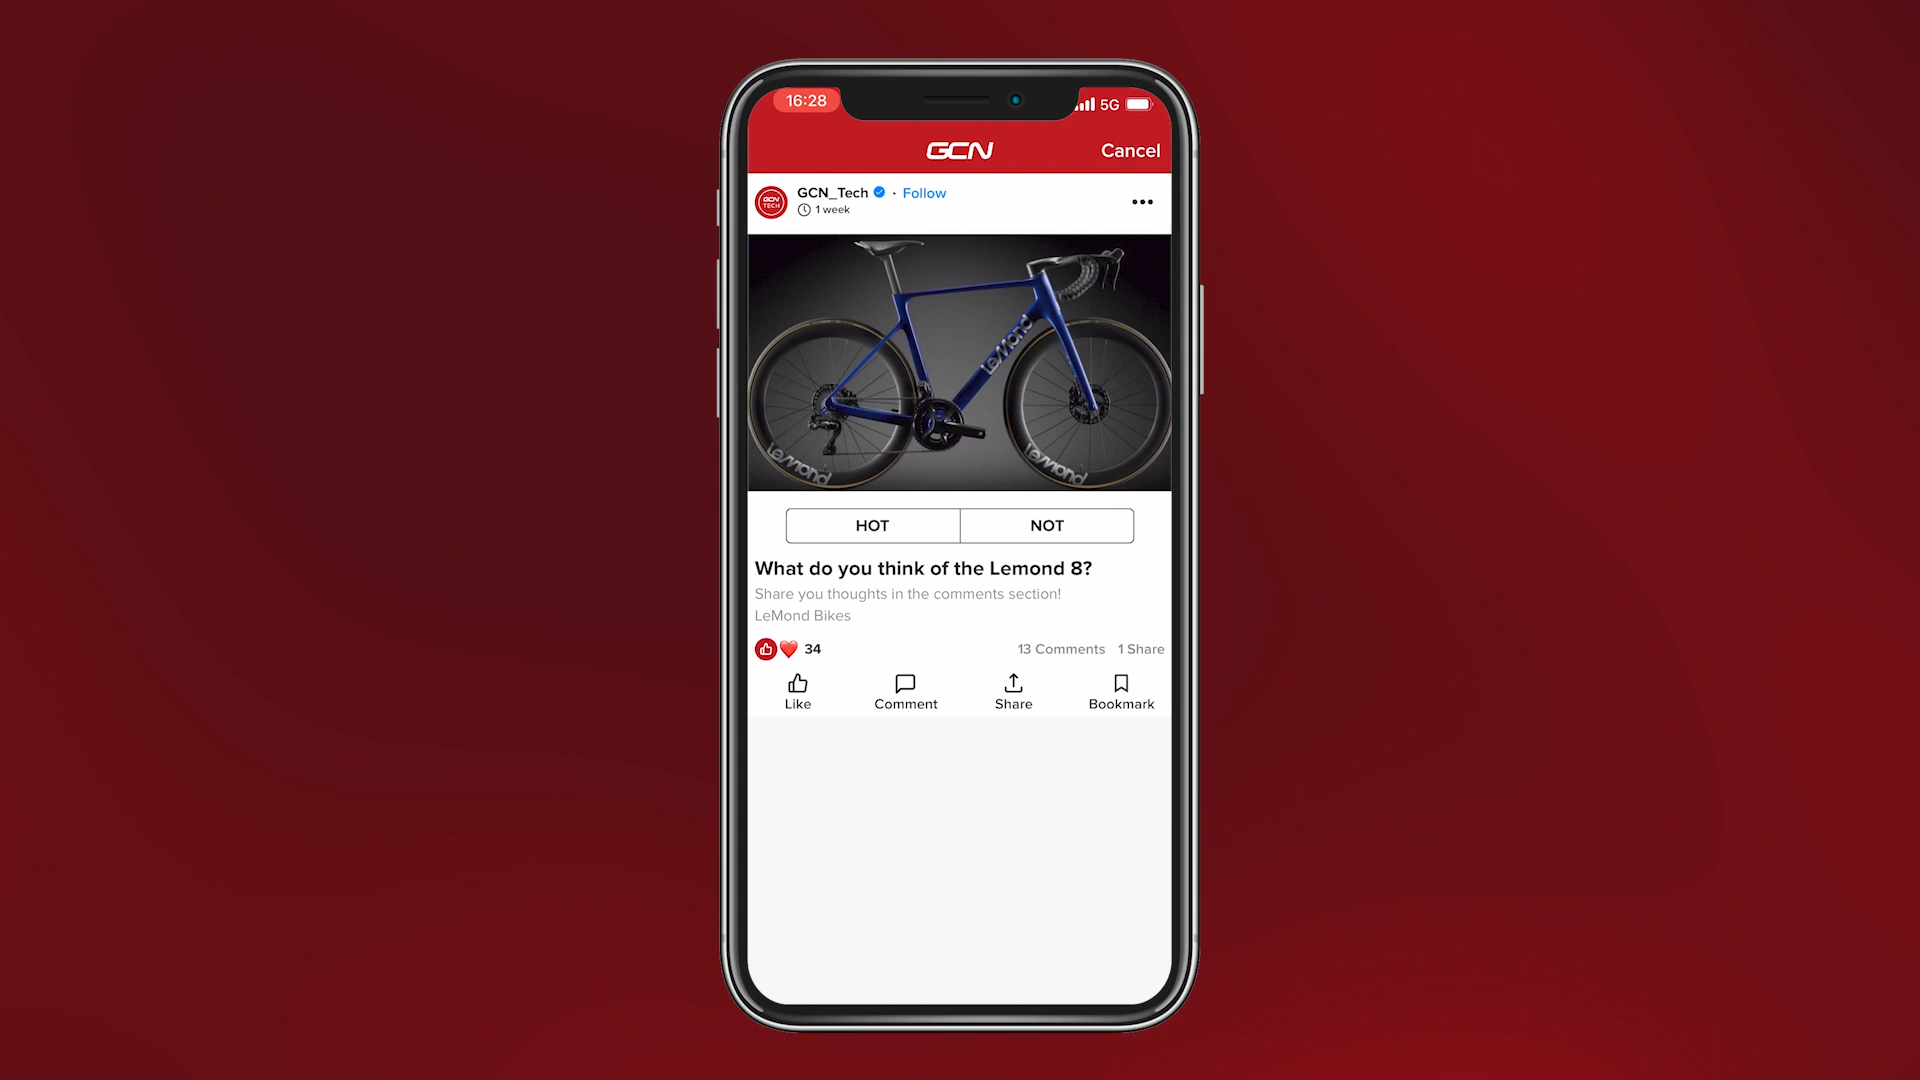 16:28
5G
GCN
Cancel
GCN_Tech · Follow
GCN
TECH
1 week
LeMond
LeMond
LeMond
HOT
NOT
What do you think of the Lemond 8?
Share you thoughts in the comments section!
LeMond Bikes
34
13 Comments
1 Share
Like
Comment
Share
Bookmark